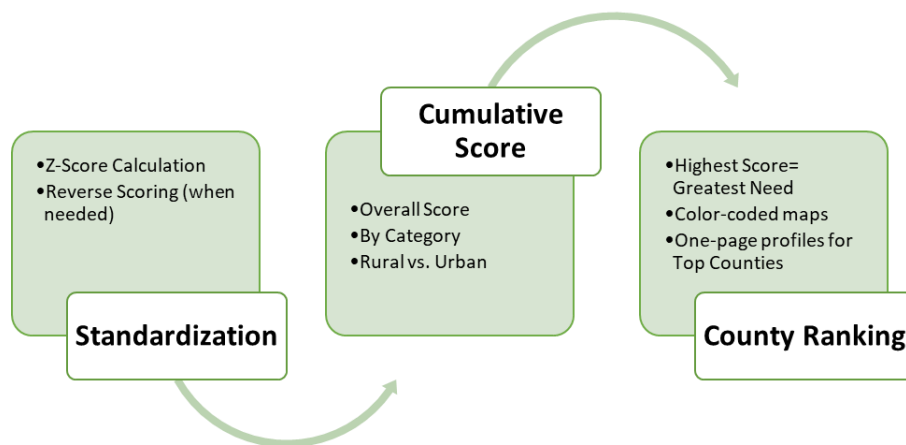 •Z-Score Calculation
•Reverse Scoring (when
needed)
Standardization
Cumulative
Score
•Overall Score
•By Category
•Rural vs. Urban
•Highest Score=
Greatest Need
•Color-coded maps
•One-page profiles for
Top Counties
County Ranking